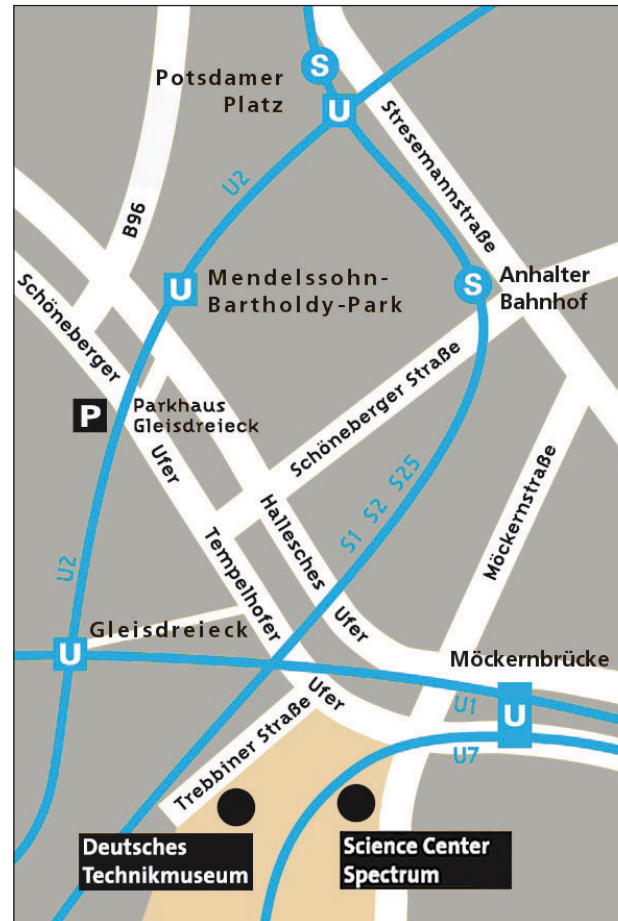 S
Potsdamer
Platz
U
Stresemannstraße
U2
B96
U
Mendelssohn-
Bartholdy-Park
S
Anhalter
Bahnhof
Schöneberger
Ufer
P
Parkhaus
Gleisdreieck
Schöneberger Straße
S1 S2 S25
Hallesches
Ufer
Möckernstraße
Tempelhofer
Ufer
U2
Gleisdreieck
U
Möckernbrücke
U1
U
U7
Trebbiner Straße
Deutsches
Technikmuseum
Science Center
Spectrum